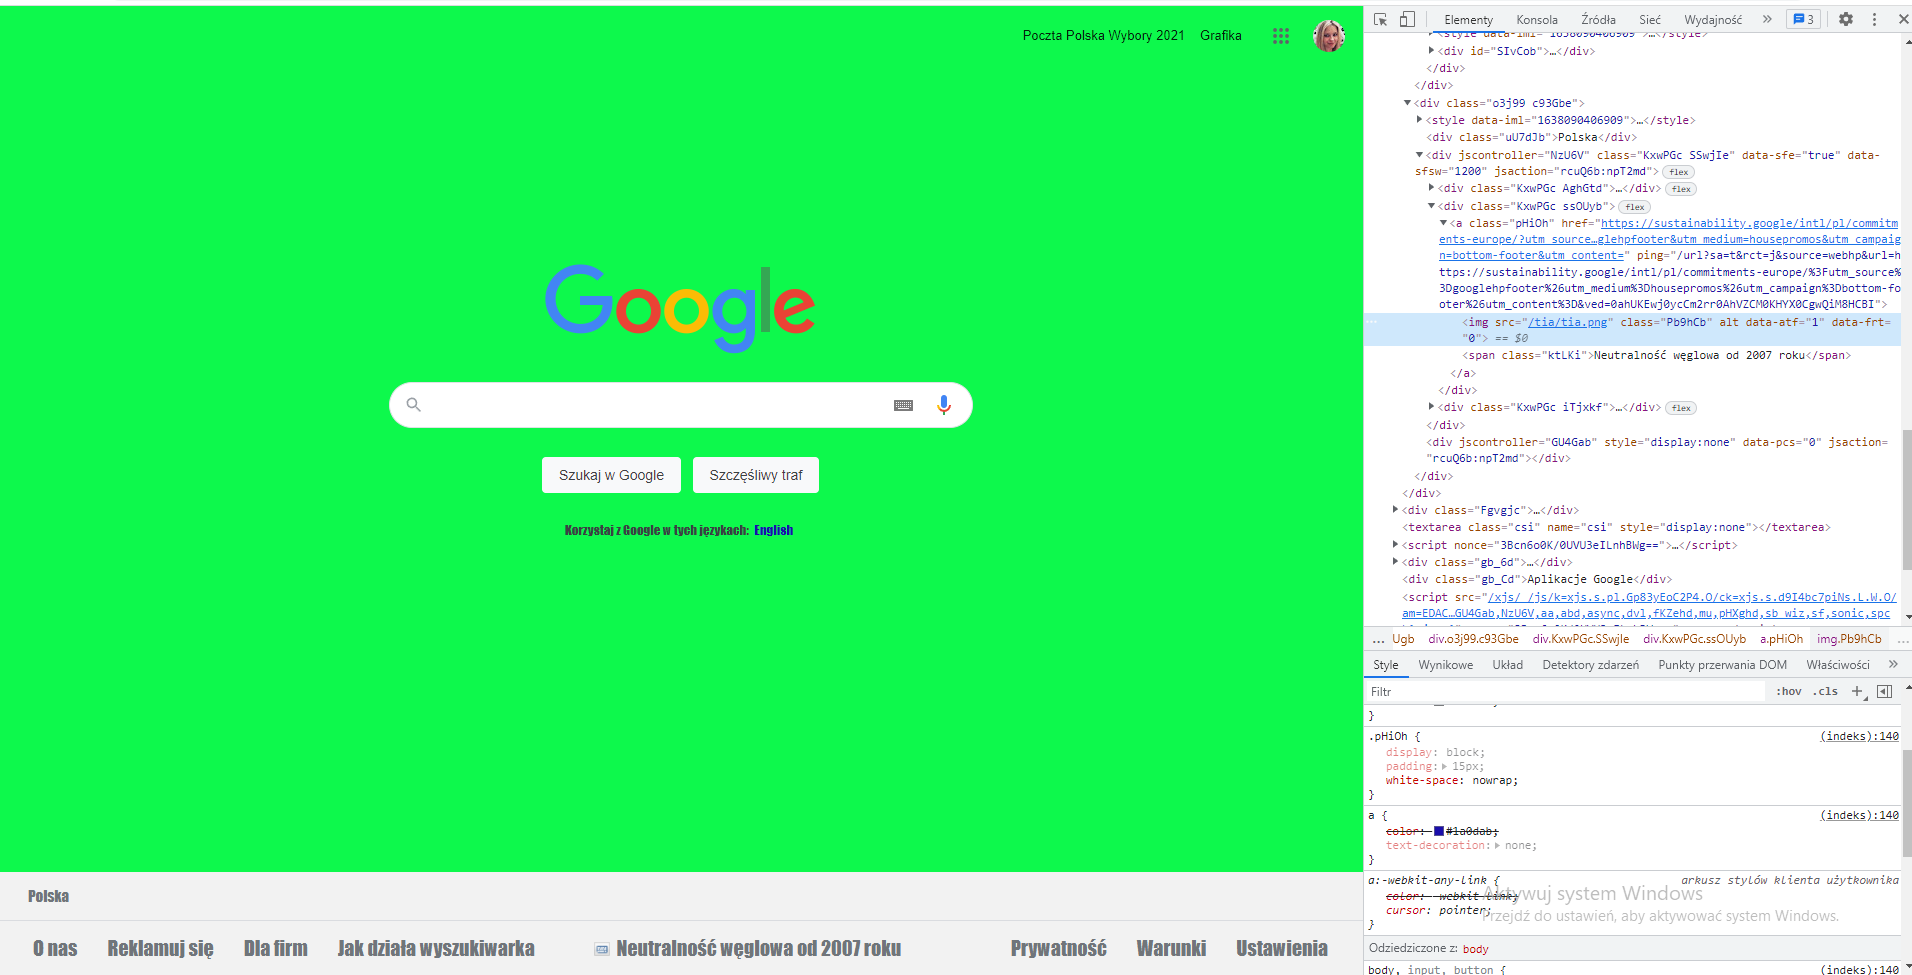 Poczta Polska Wybory 2021 Grafika
Google
Szukaj w Google Szczęśliwy traf
Korzystaj z Google w tych językach: English
Polska
O nas Reklamuj się Dla firm Jak działa wyszukiwarka Neutralność węglowa od 2007 roku Prywatność Warunki Ustawienia
Elementy Konsola Źródła Sieć Wydajność » 3
<style data-iml="1638090406909">…</style>
<div id="SIvCob">…</div>
</div>
</div>
<div class="o3j99 c93Gbe">
<style data-iml="1638090406909">…</style>
<div class="uU7dJb">Polska</div>
<div jscontroller="NzU6V" class="KxwPGc SSwjIe" data-sfe="true" data-
sfsw="1200" jsaction="rcuQ6b:npT2md"> flex
<div class="KxwPGc AghGtd">…</div> flex
<div class="KxwPGc ssOUyb"> flex
<a class="pHiOh" href="https://sustainability.google/intl/pl/commitm
ents-europe/?utm_source…glehpfooter&utm_medium=housepromos&utm_campaig
n=bottom-footer&utm_content=" ping="/url?sa=t&rct=j&source=webhp&url=h
ttps://sustainability.google/intl/pl/commitments-europe/%3Futm_source%
3Dgooglehpfooter%26utm_medium%3Dhousepromos%26utm_campaign%3Dbottom-fo
oter%26utm_content%3D&ved=0ahUKEwj0ycCm2rr0AhVZCM0KHYX0CgwQiM8HCBI">
<img src="/tia/tia.png" class="Pb9hCb" alt data-atf="1" data-frt=
"0"> == $0
<span class="ktLKi">Neutralność węglowa od 2007 roku</span>
</a>
</div>
<div class="KxwPGc iTjxkf">…</div> flex
</div>
<div jscontroller="GU4Gab" style="display:none" data-pcs="0" jsaction=
"rcuQ6b:npT2md"></div>
</div>
</div>
<div class="Fgvgjc">…</div>
<textarea class="csi" name="csi" style="display:none"></textarea>
<script nonce="3Bcn6o0K/0UVU3eILnhBWg==">…</script>
<div class="gb_6d">…</div>
<div class="gb_Cd">Aplikacje Google</div>
<script src="/xjs/_/js/k=xjs.s.pl.Gp83yEoC2P4.O/ck=xjs.s.d9I4bc7piNs.L.W.O/
am=EDAC…GU4Gab,NzU6V,aa,abd,async,dvl,fKZehd,mu,pHXghd,sb_wiz,sf,sonic,spc
… Ugb div.o3j99.c93Gbe div.KxwPGc.SSwjIe div.KxwPGc.ssOUyb a.pHiOh img.Pb9hCb …
Style Wynikowe Układ Detektory zdarzeń Punkty przerwania DOM Właściwości »
Filtr :hov .cls +
}
.pHiOh { (indeks):140
display: block;
padding: 15px;
white-space: nowrap;
}
a { (indeks):140
color: #1a0dab;
text-decoration: none;
}
a:-webkit-any-link { arkusz stylów klienta użytkownika
color: -webkit-link;
cursor: pointer;
}
Aktywuj system Windows
Przejdź do ustawień, aby aktywować system Windows.
Odziedziczone z: body
body, input, button { (indeks):140